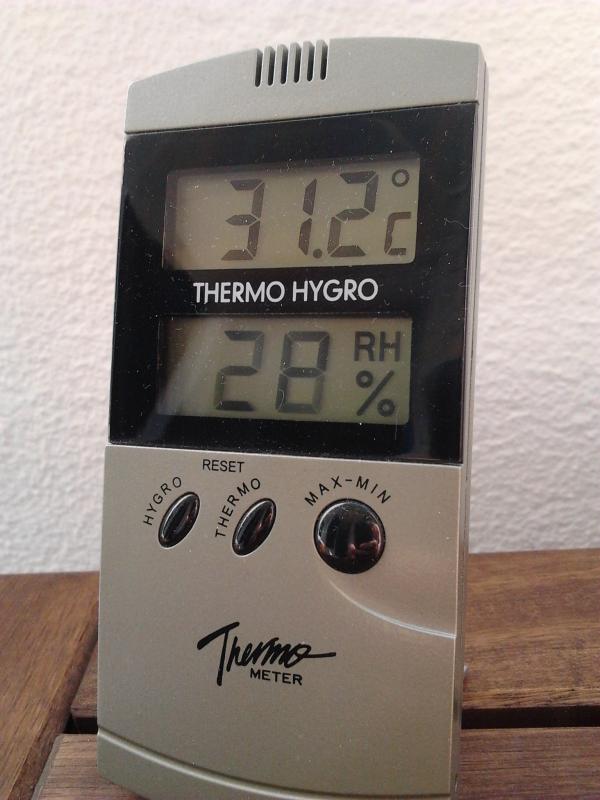 31.2°C
THERMO HYGRO
28 RH %
RESET
HYGRO THERMO MAX-MIN
Thermo
METER